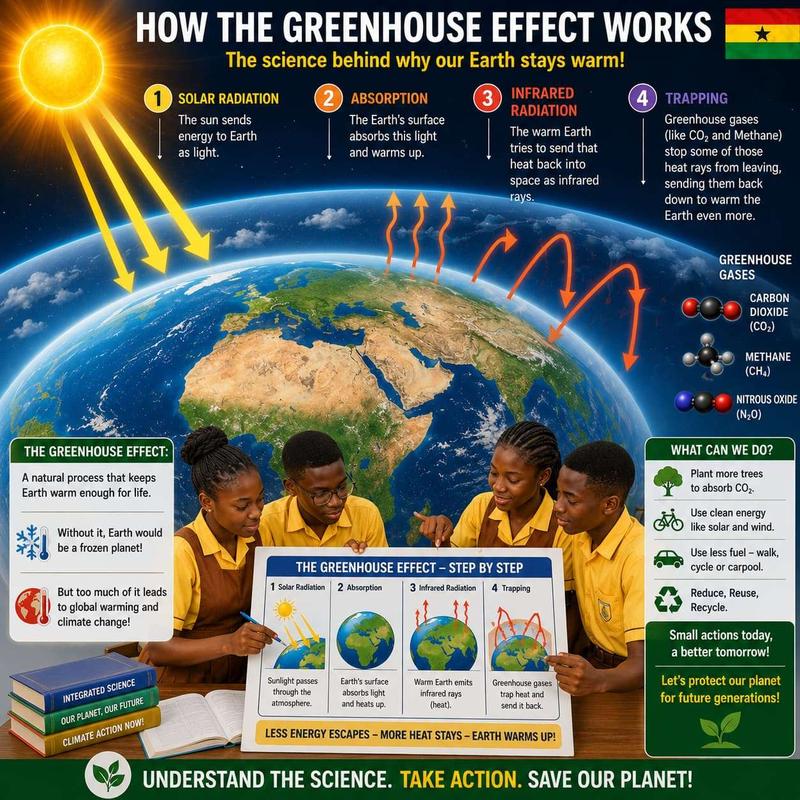 HOW THE GREENHOUSE EFFECT WORKS
The science behind why our Earth stays warm!
1 SOLAR RADIATION
The sun sends
energy to Earth
as light.
2 ABSORPTION
The Earth's surface
absorbs this light
and warms up.
3 INFRARED
RADIATION
The warm Earth
tries to send that
heat back into
space as infrared
rays.
4 TRAPPING
Greenhouse gases
(like CO₂ and Methane)
stop some of those
heat rays from leaving,
sending them back
down to warm the
Earth even more.
GREENHOUSE
GASES
CARBON
DIOXIDE
(CO₂)
METHANE
(CH₄)
NITROUS OXIDE
(N₂O)
THE GREENHOUSE EFFECT:
A natural process that keeps
Earth warm enough for life.
Without it, Earth would
be a frozen planet!
But too much of it leads
to global warming and
climate change!
WHAT CAN WE DO?
Plant more trees
to absorb CO₂.
Use clean energy
like solar and wind.
Use less fuel – walk,
cycle or carpool.
Reduce, Reuse,
Recycle.
Small actions today,
a better tomorrow!
Let's protect our planet
for future generations!
THE GREENHOUSE EFFECT – STEP BY STEP
1 Solar Radiation
Sunlight passes
through the
atmosphere.
2 Absorption
Earth's surface
absorbs light
and heats up.
3 Infrared Radiation
Warm Earth emits
infrared rays
(heat).
4 Trapping
Greenhouse gases
trap heat and
send it back.
LESS ENERGY ESCAPES – MORE HEAT STAYS – EARTH WARMS UP!
INTEGRATED SCIENCE
OUR PLANET, OUR FUTURE
CLIMATE ACTION NOW!
UNDERSTAND THE SCIENCE. TAKE ACTION. SAVE OUR PLANET!